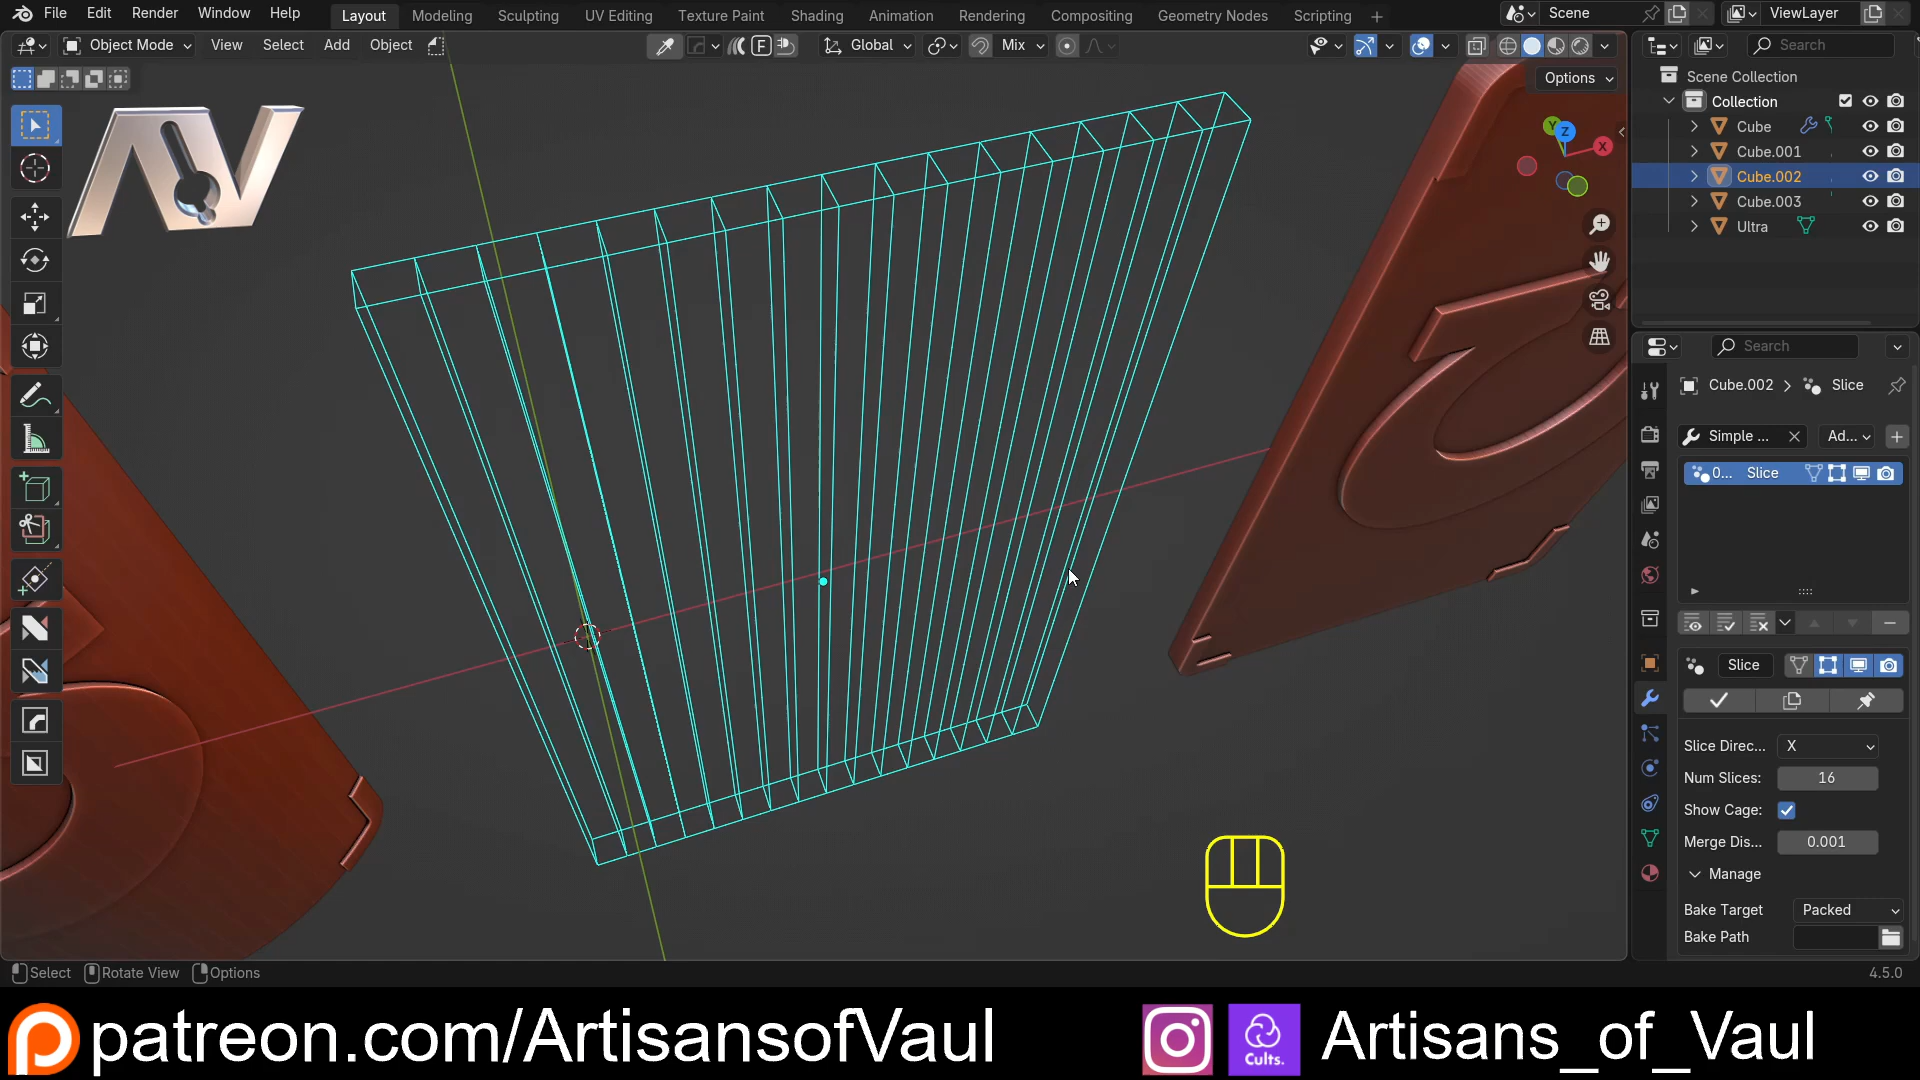 File Edit Render Window Help Layout Modeling Sculpting UV Editing Texture Paint Shading Animation Rendering Compositing Geometry Nodes Scripting + Scene ViewLayer
Object Mode View Select Add Object F Global Mix Search
Options
Scene Collection
Collection
Cube
Cube.001
Cube.002
Cube.003
Ultra
Y Z X
Search
Cube.002 > Slice
Simple ... Ad...
0... Slice
Slice
Slice Direc... X
Num Slices: 16
Show Cage:
Merge Dis... 0.001
Manage
Bake Target Packed
Bake Path
Select Rotate View Options 4.5.0
patreon.com/ArtisansofVaul Cults. Artisans_of_Vaul